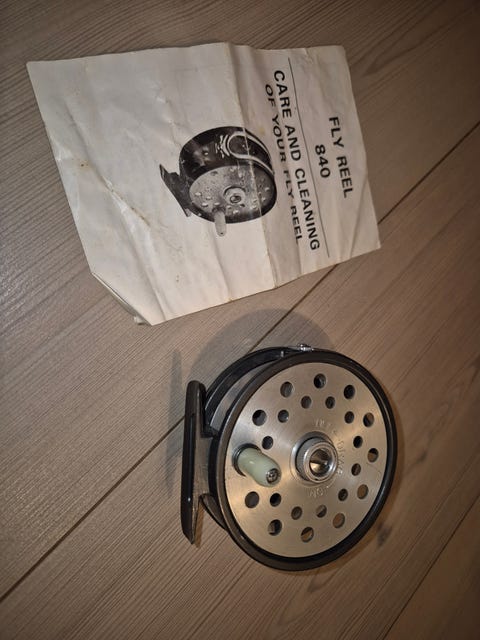 FLY REEL
840
CARE AND CLEANING
OF YOUR FLY REEL